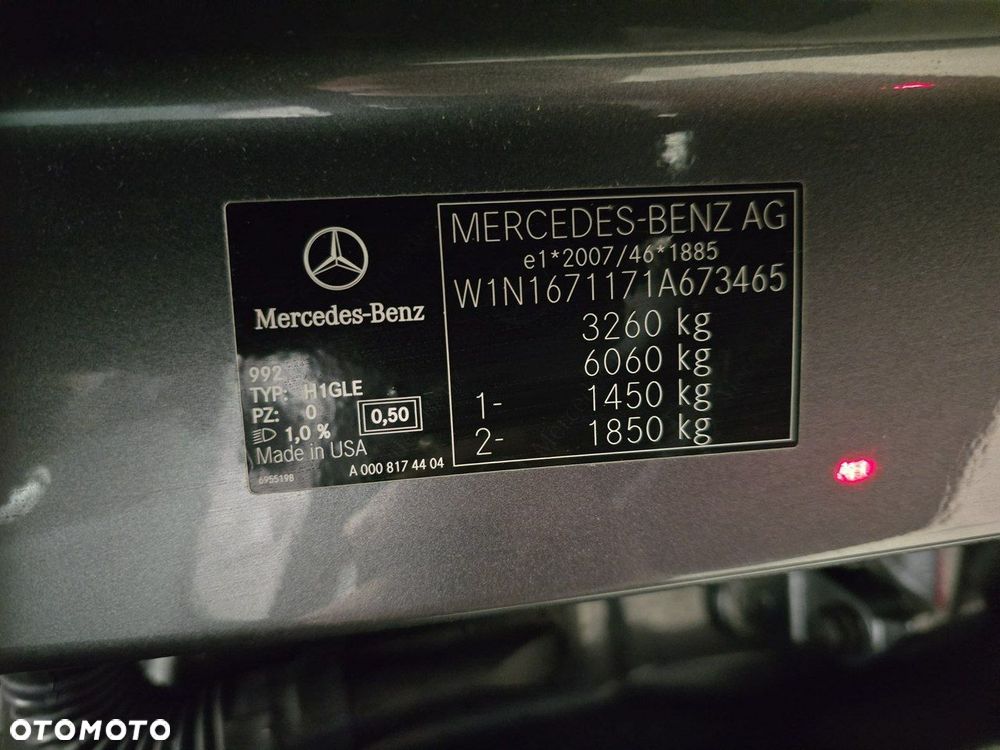 Mercedes-Benz
992
TYP: H1GLE
PZ: 0
0,50
1,0 %
Made in USA
A 000 817 44 04
6955198
MERCEDES-BENZ AG
e1*2007/46*1885
W1N1671171A673465
3260 kg
6060 kg
1- 1450 kg
2- 1850 kg
OTOMOTO